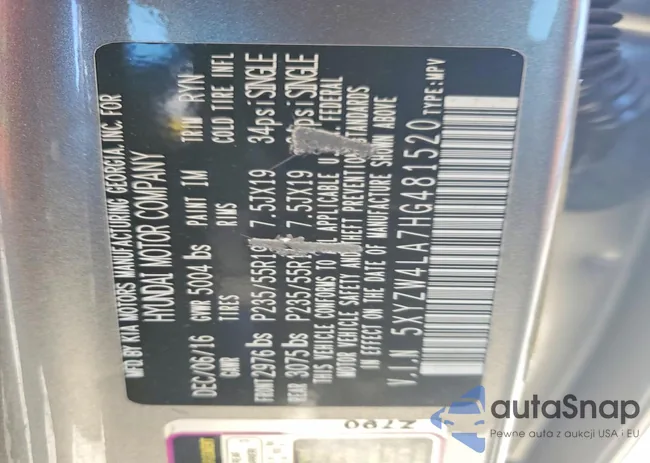 MFD BY KIA MOTORS MANUFACTURING GEORGIA, INC. FOR
HYUNDAI MOTOR COMPANY
DEC/06/16 GVWR 5004 lbs PAINT 1M TRIM RYN
GAWR TIRES RIMS COLD TIRE INFL
FRONT 2976 lbs P235/55R19 7.5JX19 34psi SINGLE
REAR 3075 lbs P235/55R19 7.5JX19 psi SINGLE
THIS VEHICLE CONFORMS TO ALL APPLICABLE U.S. FEDERAL
MOTOR VEHICLE SAFETY AND THEFT PREVENTION STANDARDS
IN EFFECT ON THE DATE OF MANUFACTURE SHOWN ABOVE
V.I.N 5XYZW4LA7HG481520 TYPE:MPV
Z700
autaSnap
Pewne auta z aukcji USA i EU